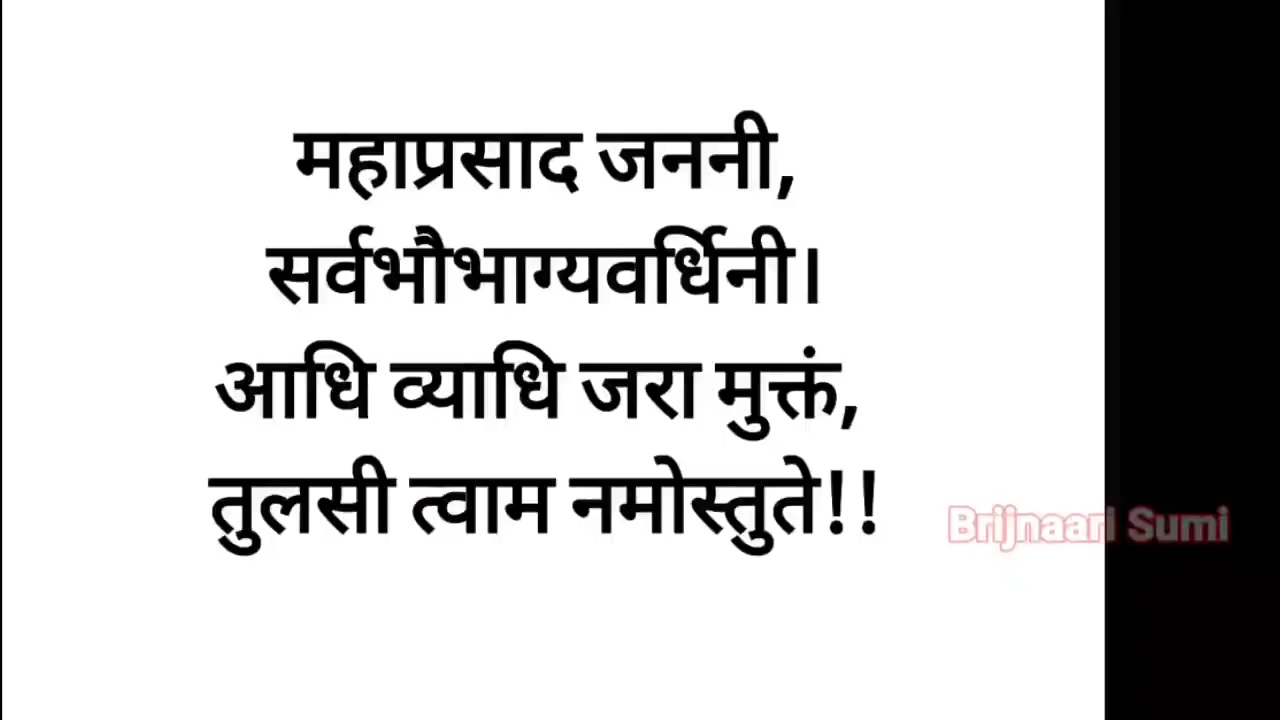 महाप्रसाद जननी,
सर्वभौभाग्यवर्धिनी।
आधि व्याधि जरा मुक्तं,
तुलसी त्वाम नमोस्तुते!!
Brijnaari Sumi